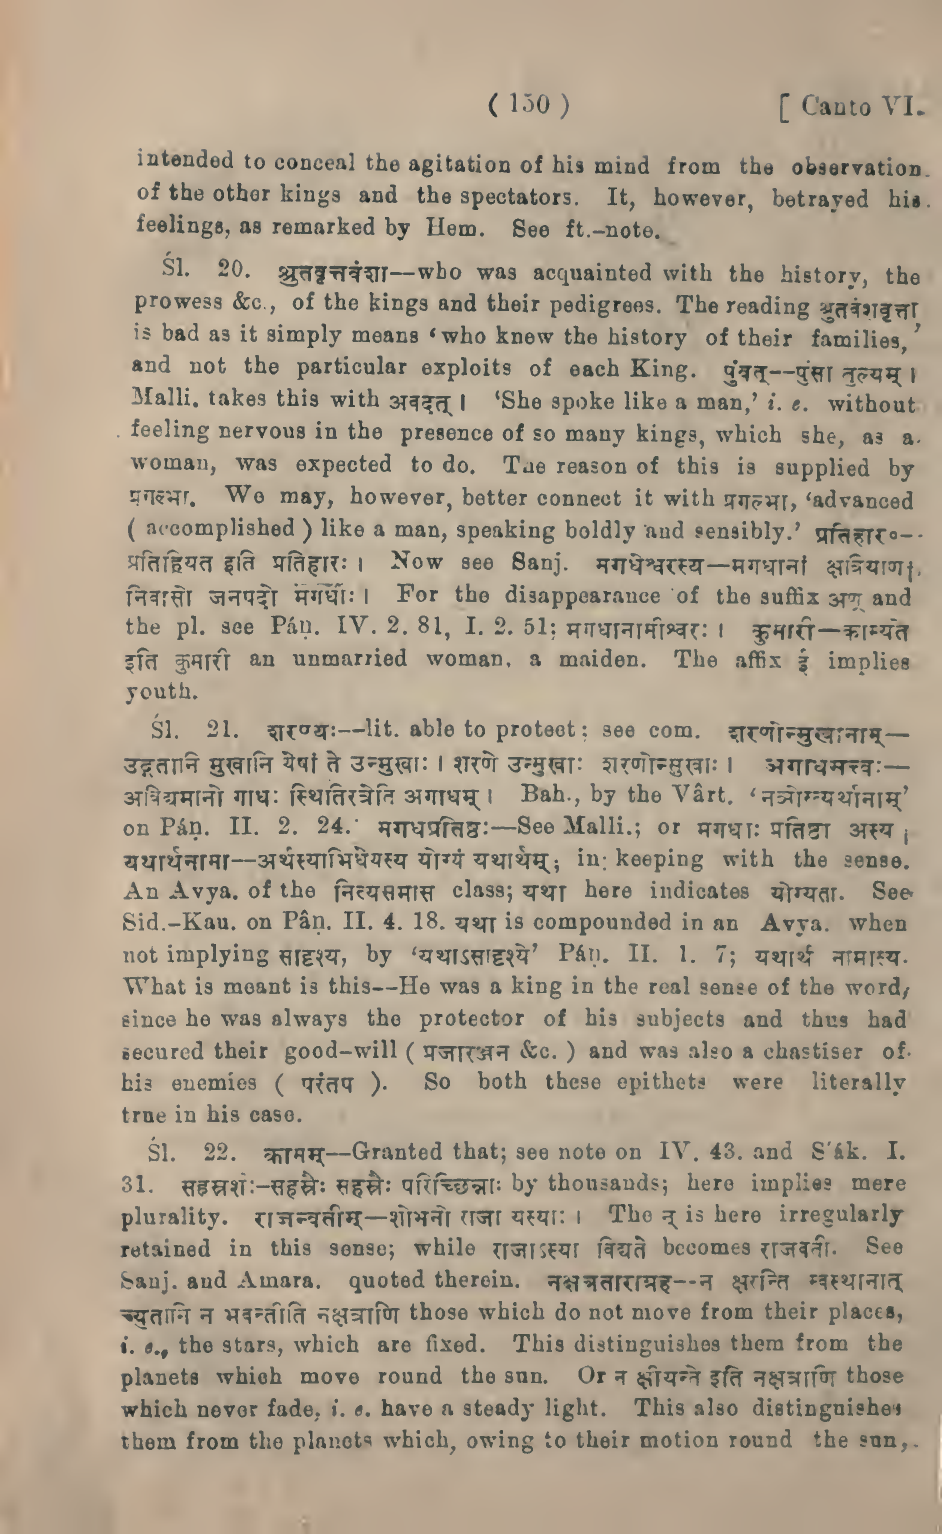 ( 150 ) [ Canto VI.
intended to conceal the agitation of his mind from the observation
of the other kings and the spectators. It, however, betrayed his
feelings, as remarked by Hem. See ft.-note.
Śl. 20. श्रुतवृत्तवंशा--who was acquainted with the history, the
prowess &c., of the kings and their pedigrees. The reading श्रुतवंशवृत्ता
is bad as it simply means ‘who knew the history of their families,’
and not the particular exploits of each King. पुंवत्--पुंसा तुल्यम् ।
Malli. takes this with अवदत् । ‘She spoke like a man,’ i. e. without
feeling nervous in the presence of so many kings, which she, as a
woman, was expected to do. The reason of this is supplied by
प्रगल्भा. We may, however, better connect it with प्रगल्भा, ‘advanced
( accomplished ) like a man, speaking boldly and sensibly.’ प्रतिहार०--
प्रतिह्रियत इति प्रतिहारः । Now see Sanj. मगधेश्वरस्य—मगधानां क्षत्रियाणां
निवासो जनपदो मगधाः । For the disappearance of the suffix अण् and
the pl. see Páṇ. IV. 2. 81, I. 2. 51; मगधानामीश्वरः । कुमारी—काम्यते
इति कुमारी an unmarried woman, a maiden. The affix ई implies
youth.
Śl. 21. शरण्यः--lit. able to protect; see com. शरणोन्मुखानाम्—
उद्गतानि मुखानि येषां ते उन्मुखाः । शरणे उन्मुखाः शरणोन्मुखाः । अगाधसत्त्वः—
अविद्यमानो गाधः स्थितिरत्रेति अगाधम् । Bah., by the Vârt. ‘नञोऽस्त्यर्थानाम्’
on Páṇ. II. 2. 24. मगधप्रतिष्ठः—See Malli.; or मगधाः प्रतिष्ठा अस्य ;
यथार्थनामा--अर्थस्याभिधेयस्य योग्यं यथार्थम्; in keeping with the sense.
An Avya. of the नित्यसमास class; यथा here indicates योग्यता. See
Sid.-Kau. on Pâṇ. II. 4. 18. यथा is compounded in an Avya. when
not implying सादृश्य, by ‘यथाऽसादृश्ये’ Páṇ. II. 1. 7; यथार्थं नामास्य.
What is meant is this--He was a king in the real sense of the word,
since he was always the protector of his subjects and thus had
secured their good-will ( प्रजारञ्जन &c. ) and was also a chastiser of
his enemies ( परंतप ). So both these epithets were literally
true in his case.
Śl. 22. कामम्--Granted that; see note on IV. 43. and S'ák. I.
31. सहस्रशः-सहस्रैः सहस्रैः परिच्छिन्नाः by thousands; here implies mere
plurality. राजन्वतीम्—शोभनो राजा यस्याः । The न् is here irregularly
retained in this sense; while राजाऽस्या विद्यते becomes राजवती. See
Sanj. and Amara. quoted therein. नक्षत्रताराग्रह--न क्षरन्ति स्वस्थानात्
च्युतानि न भवन्तीति नक्षत्राणि those which do not move from their places,
i. e., the stars, which are fixed. This distinguishes them from the
planets which move round the sun. Or न क्षीयन्ते इति नक्षत्राणि those
which never fade, i. e. have a steady light. This also distinguishes
them from the planets which, owing to their motion round the sun,